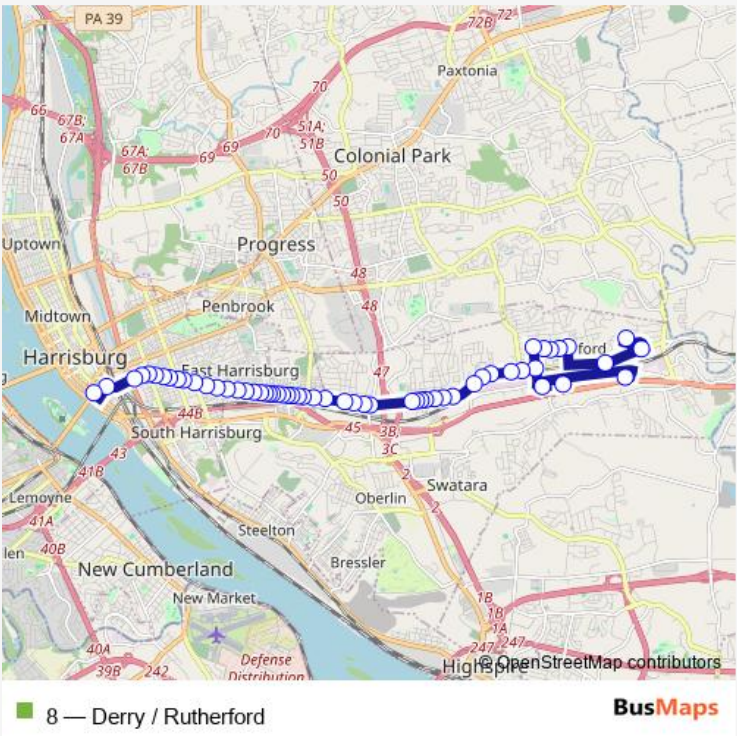 PA 39
72B
72
Paxtonia
66
67B;
67A
70
51A;
51B
70
67A;
67B
69
69
Colonial Park
50
50
Uptown
Progress
48
48
Penbrook
Midtown
Harrisburg
ford
47
East Harrisburg
44B
South Harrisburg
45
3B,
3C
43
41B
2
Swatara
Lemoyne
Oberlin
2
41A
Steelton
40B
len
Bressler
New Cumberland
New Market
1B
1B
1A
40A
39B
242
247
247
Defense
Distribution
Highspire
© OpenStreetMap contributors
8 — Derry / Rutherford
BusMaps